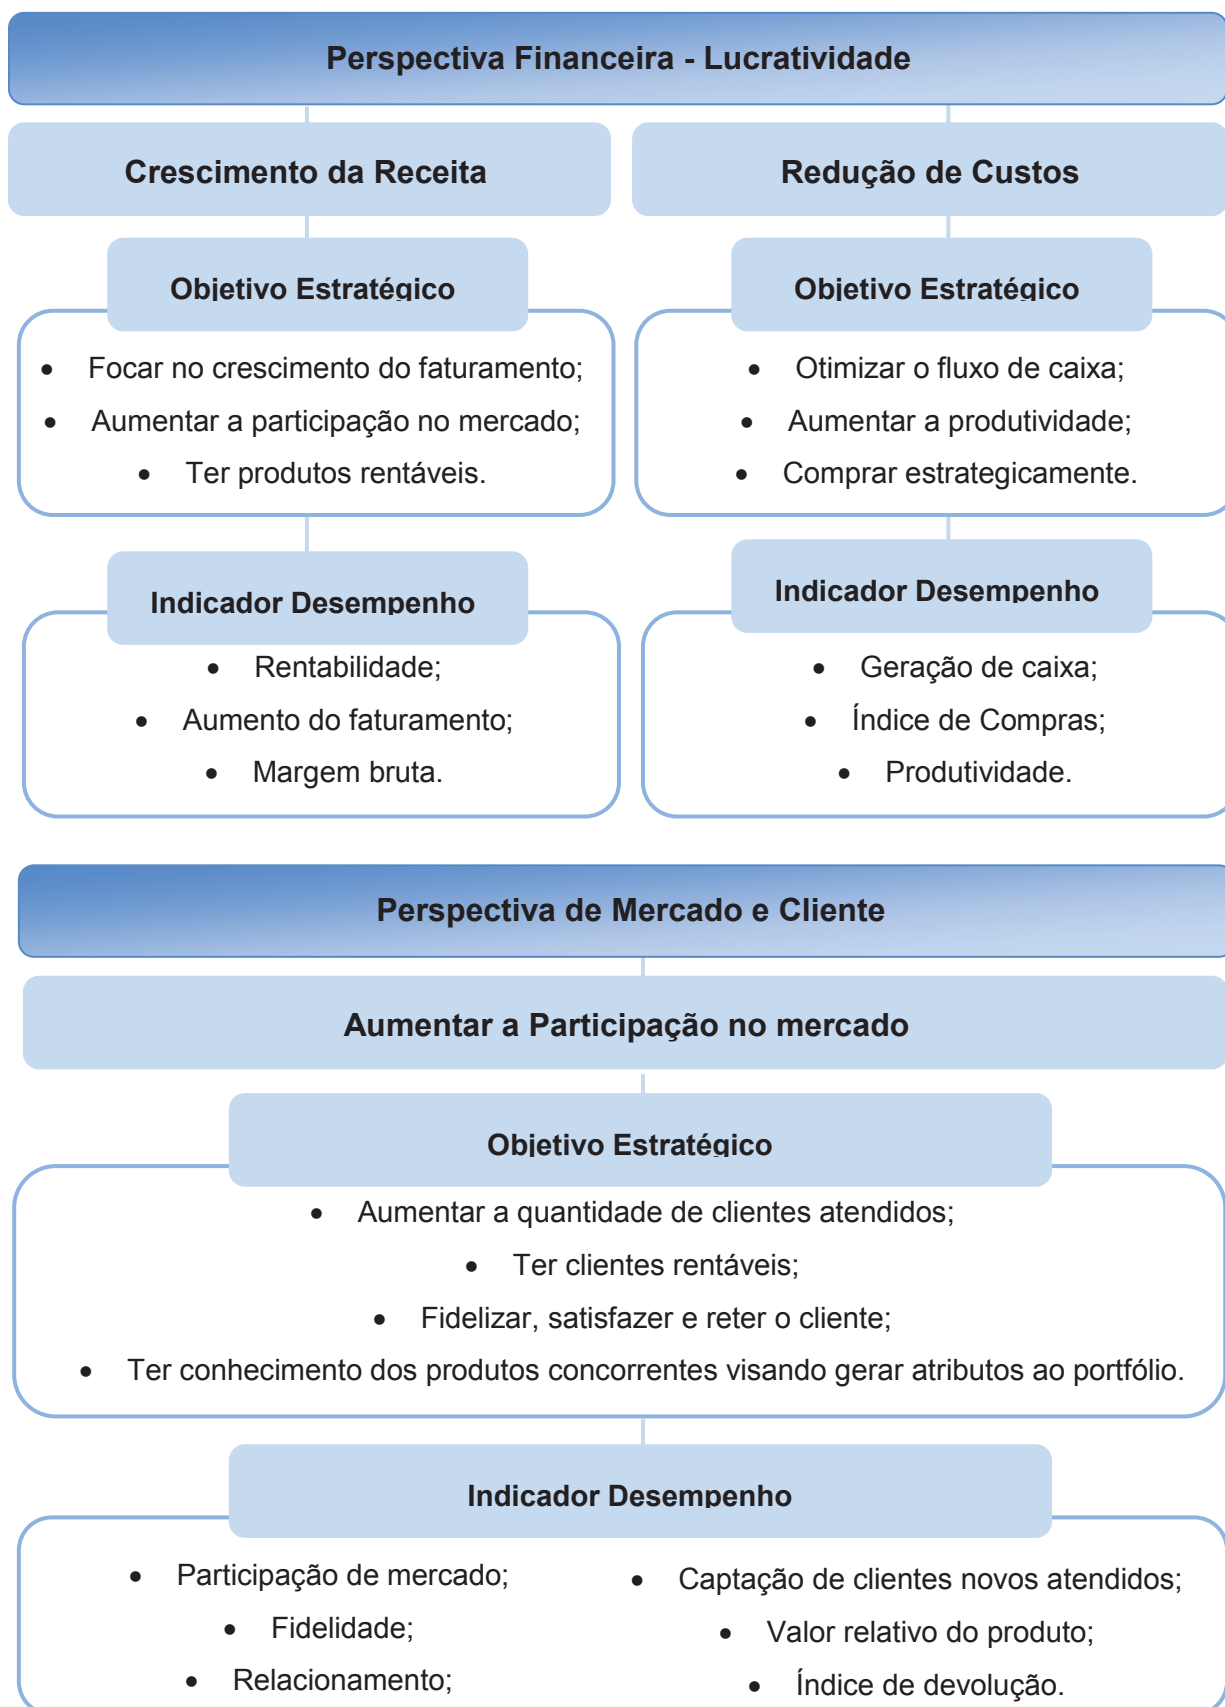 Perspectiva Financeira - Lucratividade
Crescimento da Receita
Objetivo Estratégico
• Focar no crescimento do faturamento;
• Aumentar a participação no mercado;
• Ter produtos rentáveis.
Indicador Desempenho
• Rentabilidade;
• Aumento do faturamento;
• Margem bruta.
Redução de Custos
Objetivo Estratégico
• Otimizar o fluxo de caixa;
• Aumentar a produtividade;
• Comprar estrategicamente.
Indicador Desempenho
• Geração de caixa;
• Índice de Compras;
• Produtividade.
Perspectiva de Mercado e Cliente
Aumentar a Participação no mercado
Objetivo Estratégico
• Aumentar a quantidade de clientes atendidos;
• Ter clientes rentáveis;
• Fidelizar, satisfazer e reter o cliente;
• Ter conhecimento dos produtos concorrentes visando gerar atributos ao portfólio.
Indicador Desempenho
• Participação de mercado;
• Fidelidade;
• Relacionamento;
• Captação de clientes novos atendidos;
• Valor relativo do produto;
• Índice de devolução.